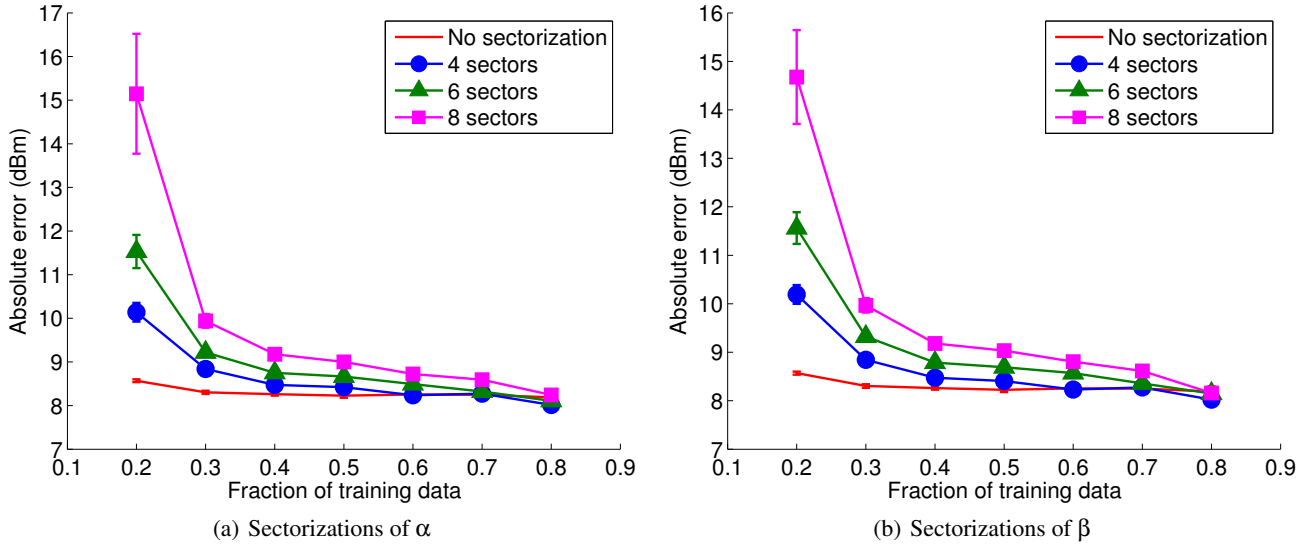 17
16
15
14
13
12
11
10
9
8
7
0.1 0.2 0.3 0.4 0.5 0.6 0.7 0.8 0.9
Absolute error (dBm)
Fraction of training data
No sectorization
4 sectors
6 sectors
8 sectors
(a) Sectorizations of α
16
15
14
13
12
11
10
9
8
7
0.1 0.2 0.3 0.4 0.5 0.6 0.7 0.8 0.9
Absolute error (dBm)
Fraction of training data
No sectorization
4 sectors
6 sectors
8 sectors
(b) Sectorizations of β